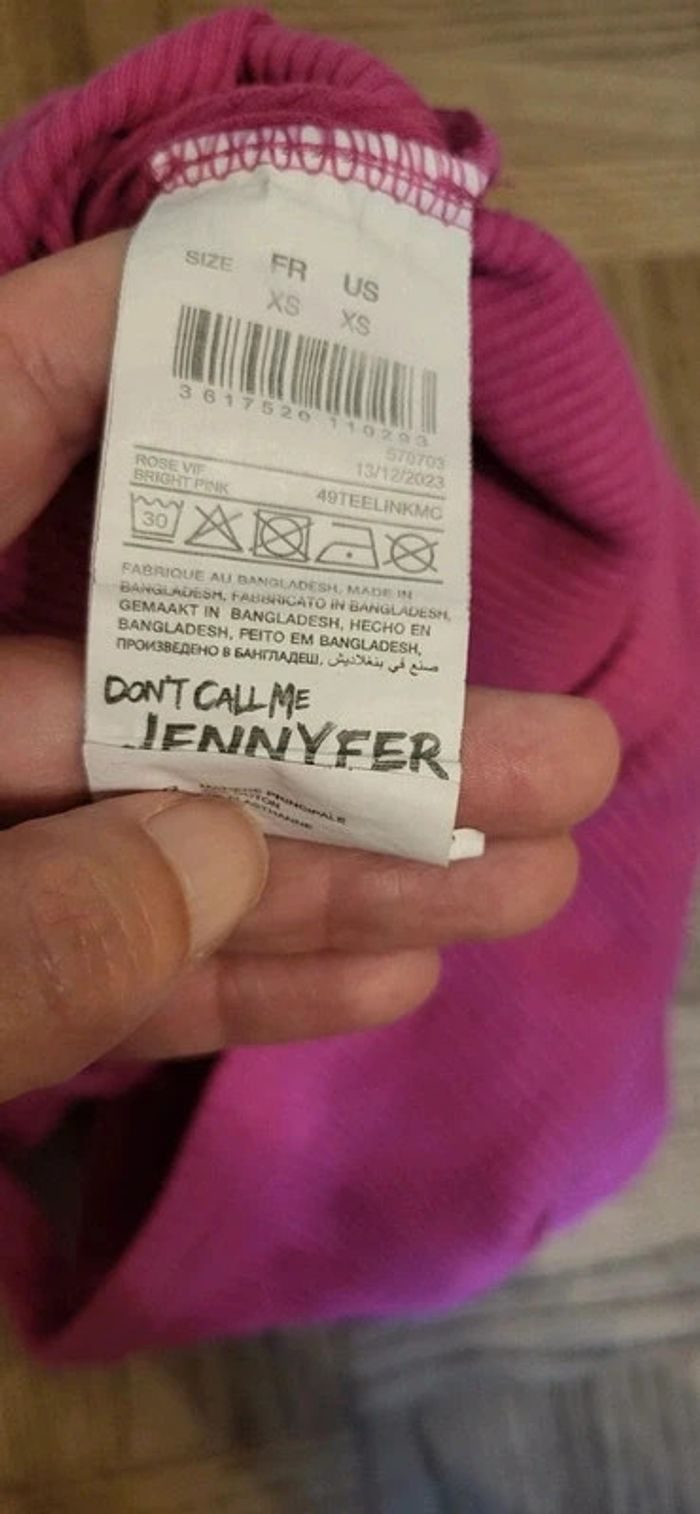 SIZE FR US
XS XS
3 617520 110293
570703
13/12/2023
ROSE VIF
BRIGHT PINK
49TEELINKMC
30
FABRIQUE AU BANGLADESH, MADE IN
BANGLADESH, FABBRICATO IN BANGLADESH,
GEMAAKT IN BANGLADESH, HECHO EN
BANGLADESH, FEITO EM BANGLADESH,
ПРОИЗВЕДЕНО В БАНГЛАДЕШ, صنع في بنغلاديش
DON'T CALL ME
JENNYFER
PRINCIPALE